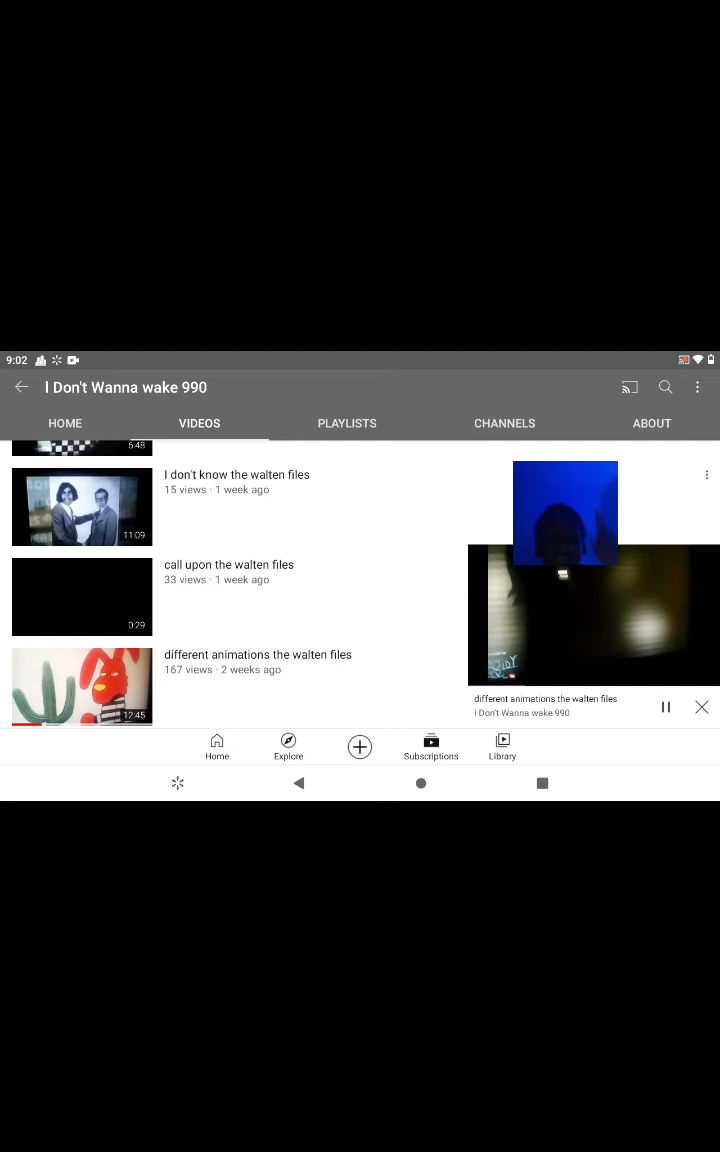 9:02
I Don't Wanna wake 990
HOME VIDEOS PLAYLISTS CHANNELS ABOUT
6:48
I don't know the walten files
15 views · 1 week ago
11:09
call upon the walten files
33 views · 1 week ago
0:29
different animations the walten files
167 views · 2 weeks ago
12:45
different animations the walten files
I Don't Wanna wake 990
Home Explore Subscriptions Library